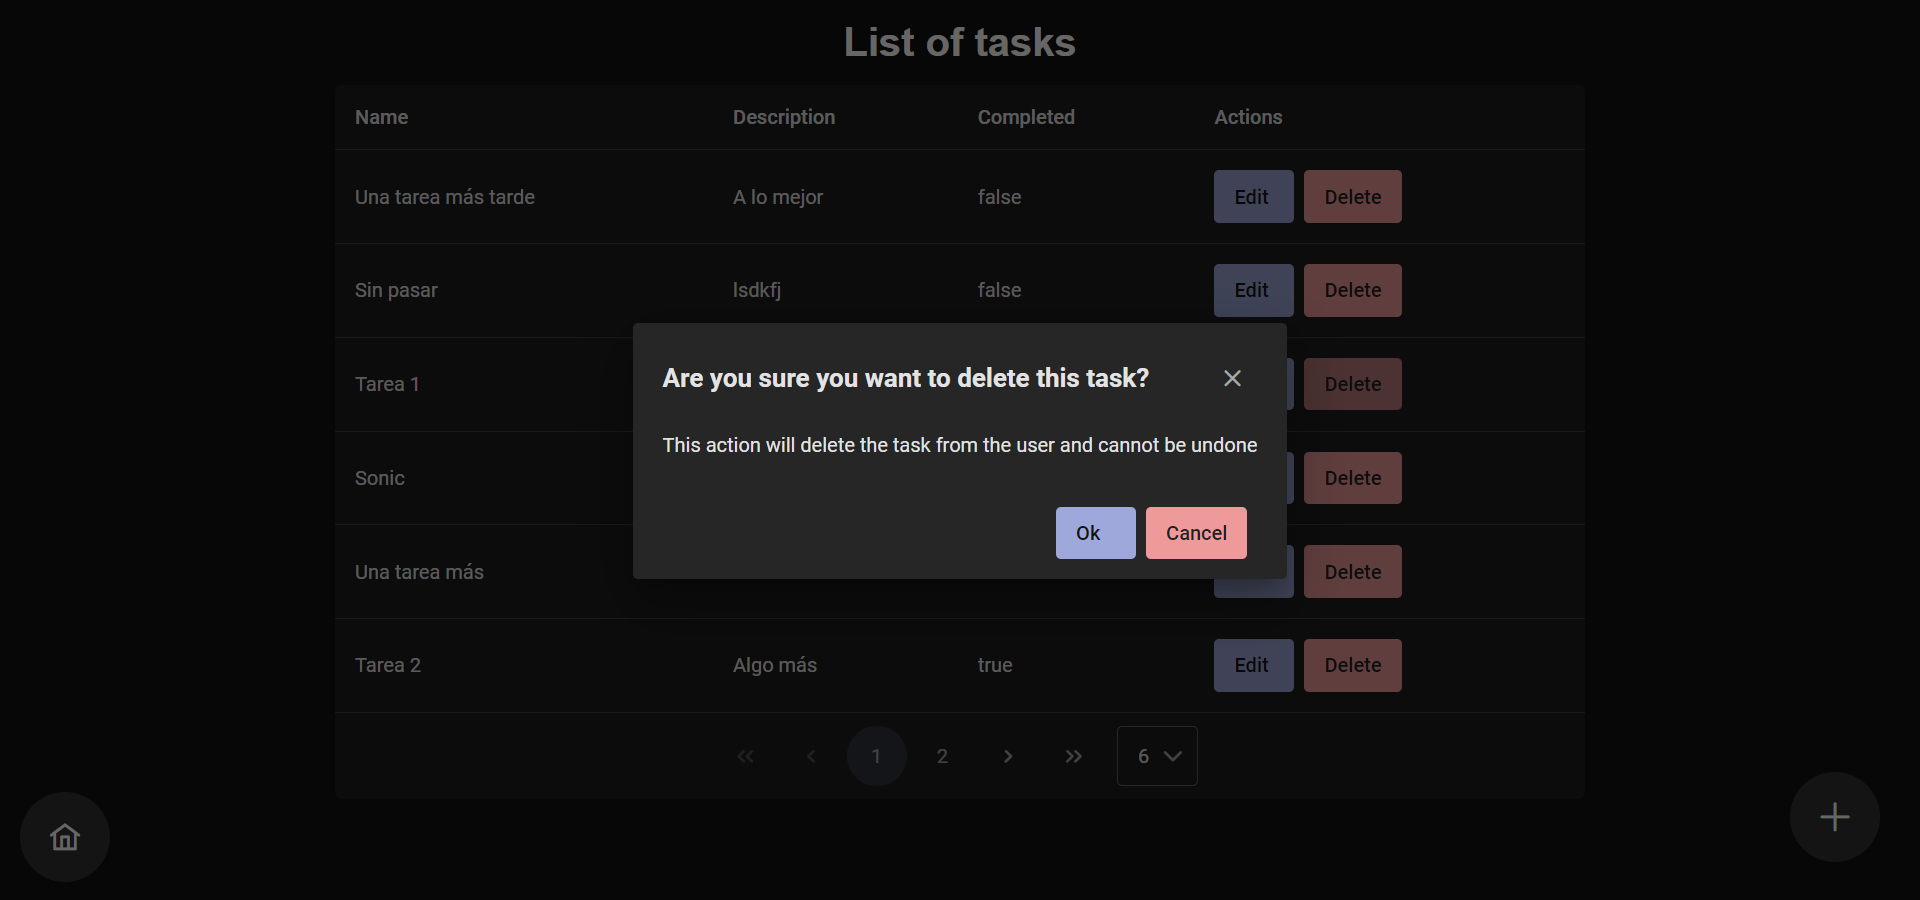 List of tasks
Name Description Completed Actions
Una tarea más tarde A lo mejor false Edit Delete
Sin pasar lsdkfj false Edit Delete
Tarea 1 Delete
Sonic Delete
Una tarea más Delete
Are you sure you want to delete this task?
This action will delete the task from the user and cannot be undone
Ok Cancel
Tarea 2 Algo más true Edit Delete
1 2 6